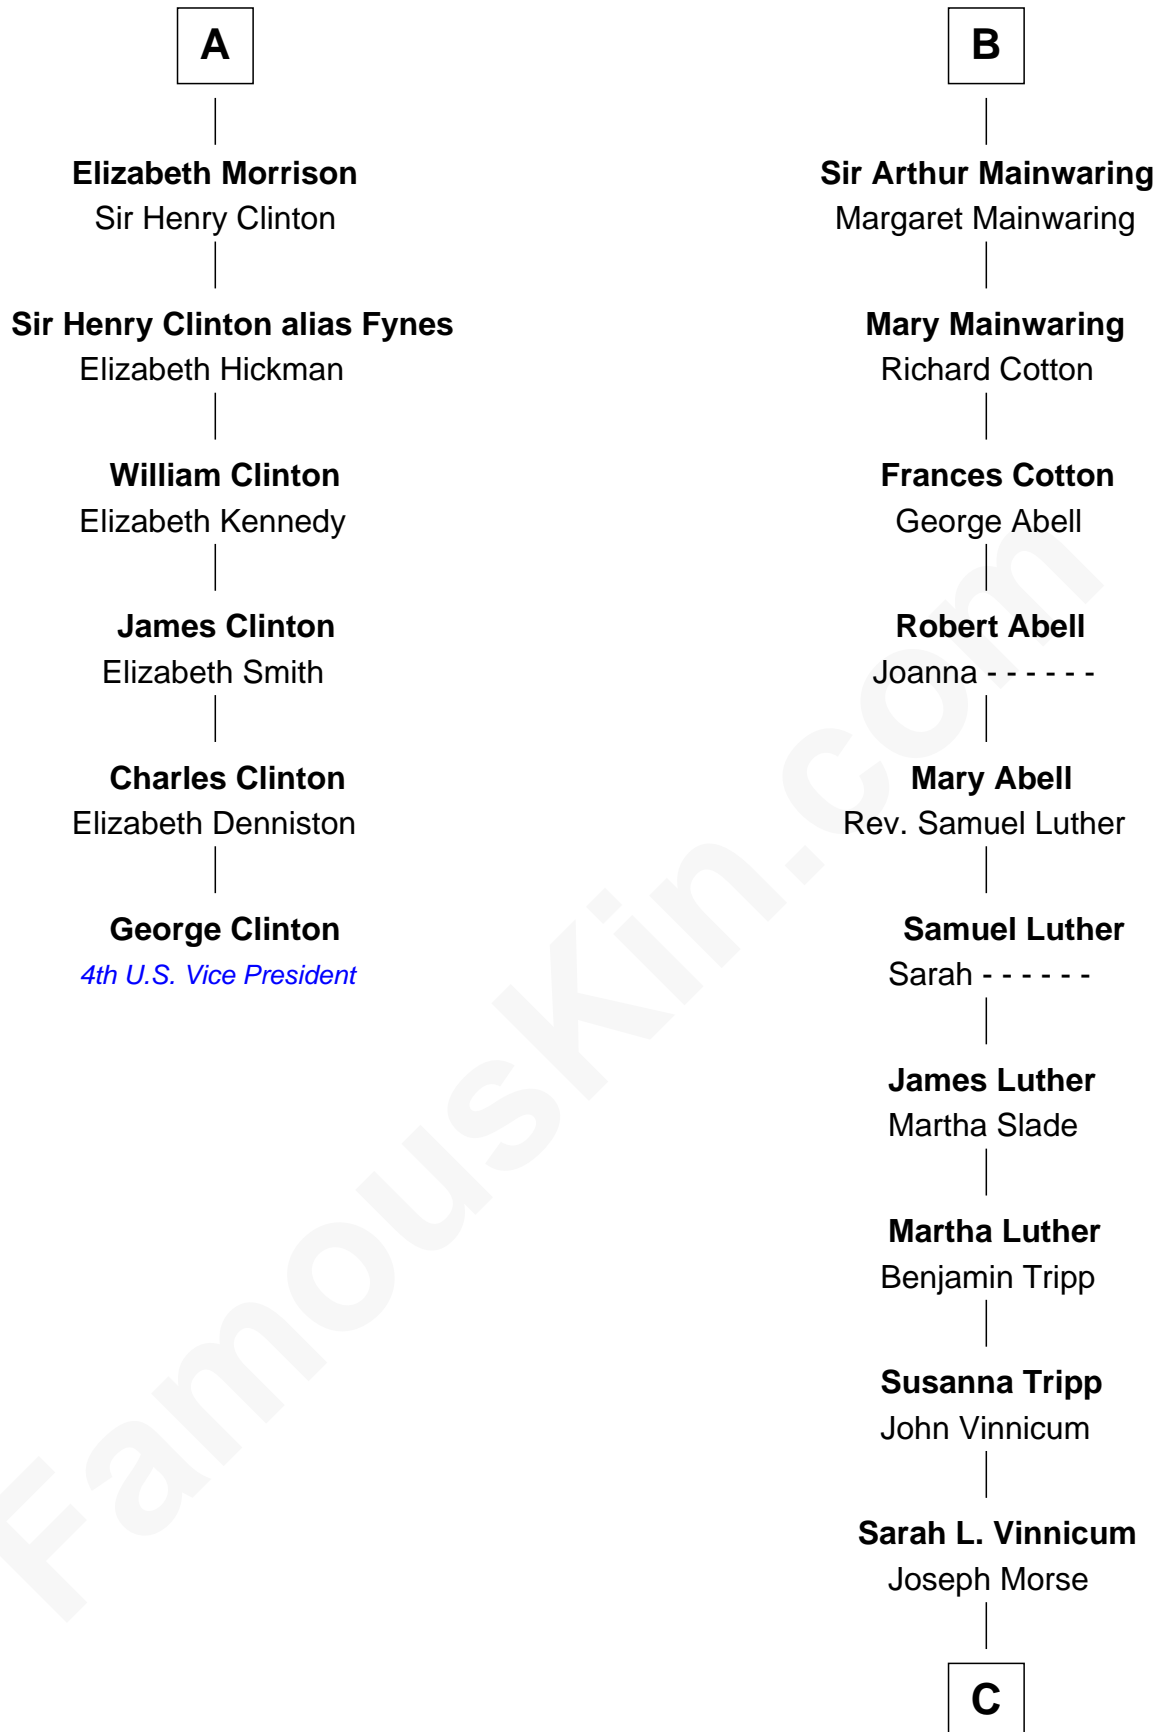 A
Elizabeth Morrison
Sir Henry Clinton
Sir Henry Clinton alias Fynes
Elizabeth Hickman
William Clinton
Elizabeth Kennedy
James Clinton
Elizabeth Smith
Charles Clinton
Elizabeth Denniston
George Clinton
4th U.S. Vice President
B
Sir Arthur Mainwaring
Margaret Mainwaring
Mary Mainwaring
Richard Cotton
Frances Cotton
George Abell
Robert Abell
Joanna - - - - - -
Mary Abell
Rev. Samuel Luther
Samuel Luther
Sarah - - - - - -
James Luther
Martha Slade
Martha Luther
Benjamin Tripp
Susanna Tripp
John Vinnicum
Sarah L. Vinnicum
Joseph Morse
C
FamousKin.com